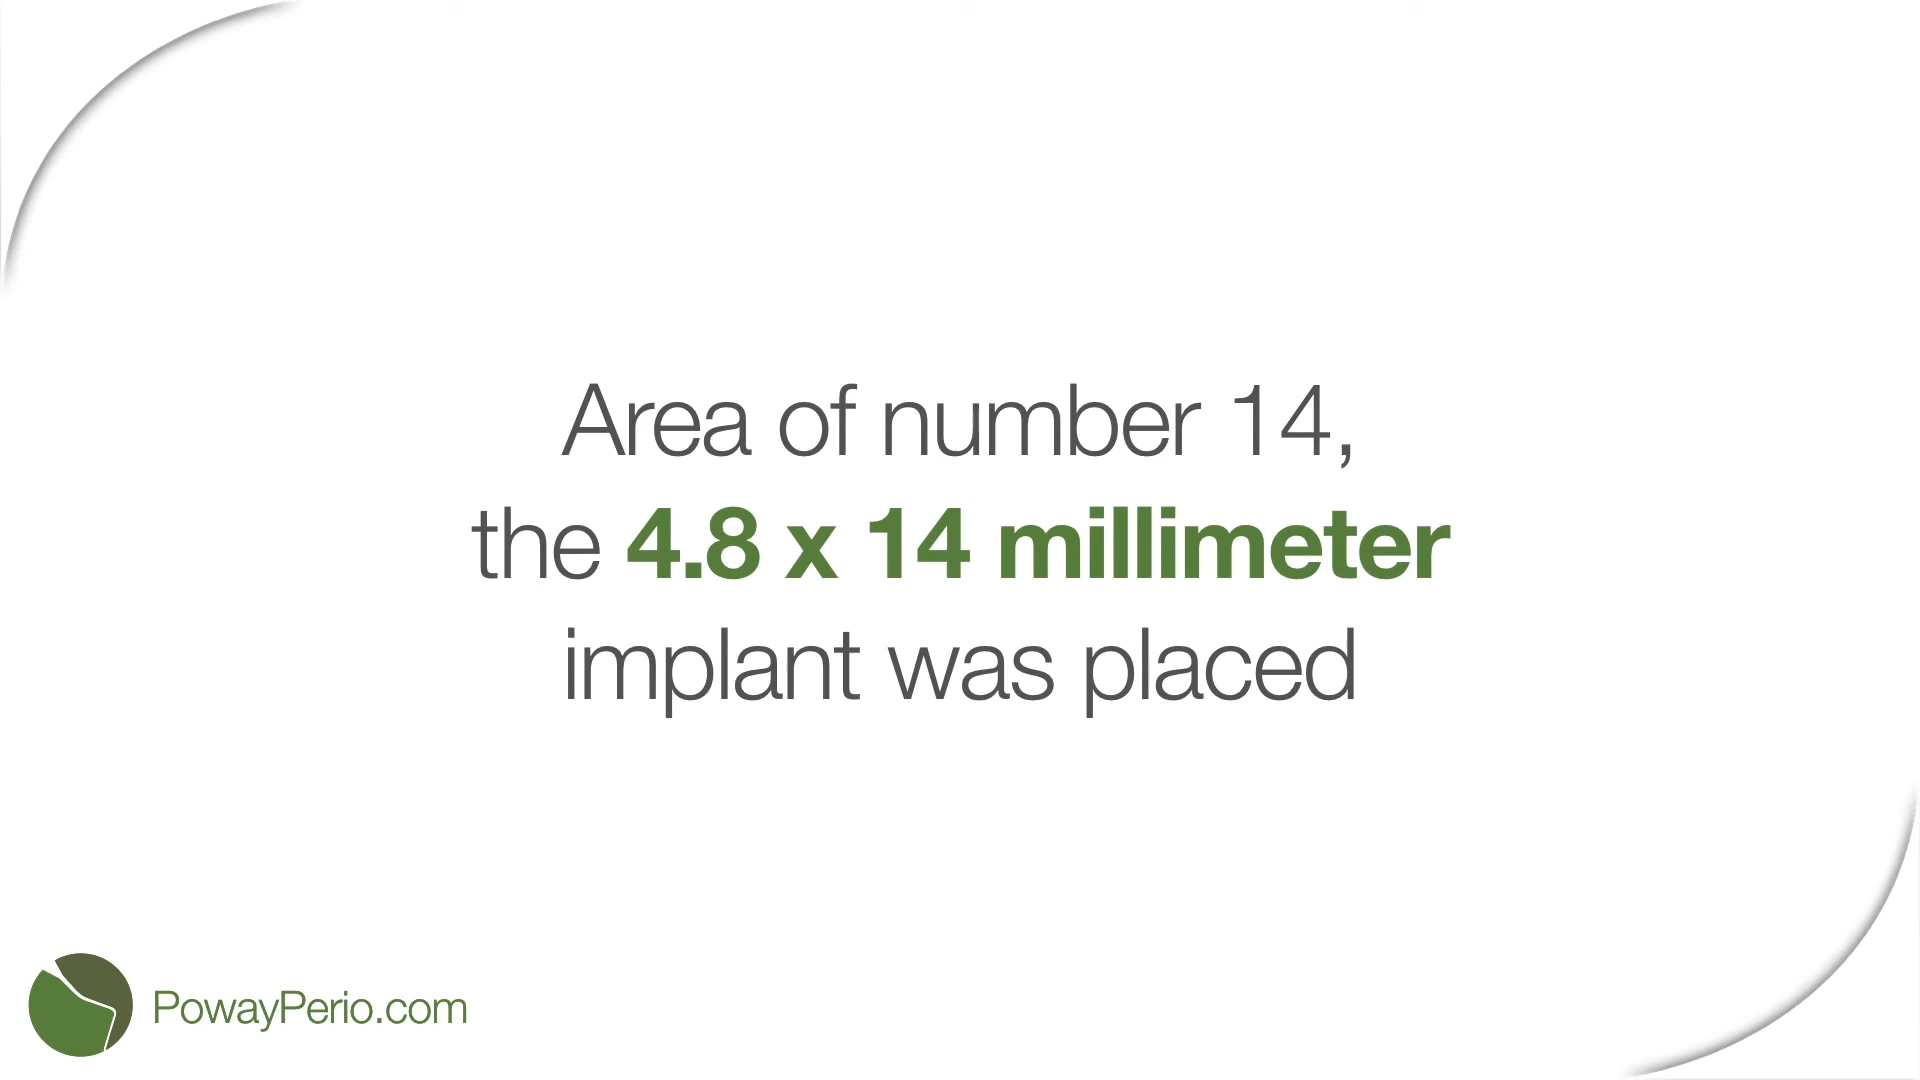 Area of number 14,
the 4.8 x 14 millimeter
implant was placed
PowayPerio.com